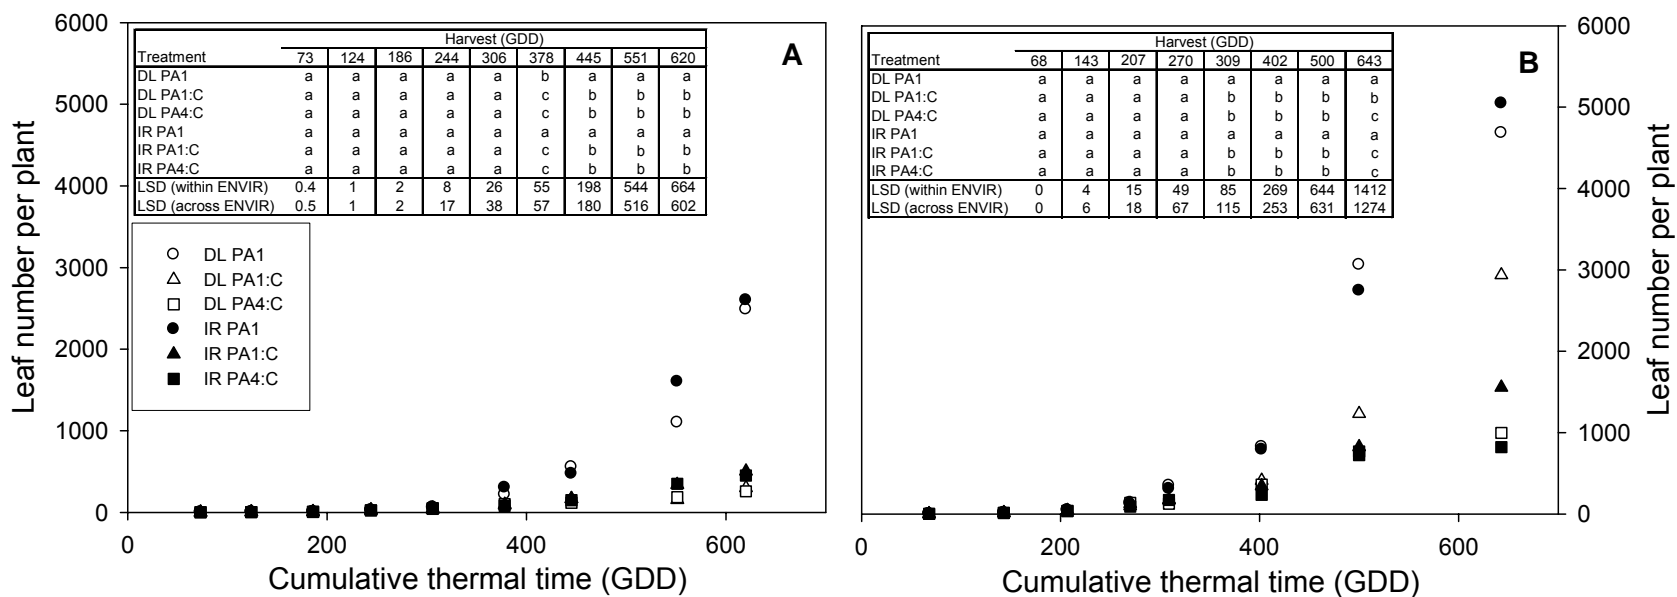 A
Harvest (GDD)
Treatment 73 124 186 244 306 378 445 551 620
DL PA1 a a a a a b a a a
DL PA1:C a a a a a c b b b
DL PA4:C a a a a a c b b b
IR PA1 a a a a a a a a a
IR PA1:C a a a a a c b b b
IR PA4:C a a a a a c b b b
LSD (within ENVIR) 0.4 1 2 8 26 55 198 544 664
LSD (across ENVIR) 0.5 1 2 17 38 57 180 516 602
DL PA1
DL PA1:C
DL PA4:C
IR PA1
IR PA1:C
IR PA4:C
Leaf number per plant
6000
5000
4000
3000
2000
1000
0
0 200 400 600
Cumulative thermal time (GDD)
B
Harvest (GDD)
Treatment 68 143 207 270 309 402 500 643
DL PA1 a a a a a a a a
DL PA1:C a a a a b b b b
DL PA4:C a a a a b b b c
IR PA1 a a a a a a a a
IR PA1:C a a a a b b b c
IR PA4:C a a a a b b b c
LSD (within ENVIR) 0 4 15 49 85 269 644 1412
LSD (across ENVIR) 0 6 18 67 115 253 631 1274
6000
5000
4000
3000
2000
1000
0
Leaf number per plant
0 200 400 600
Cumulative thermal time (GDD)